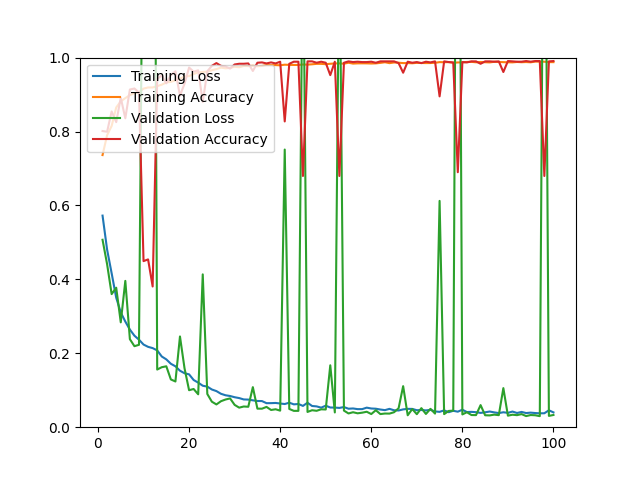 1.0
0.8
0.6
0.4
0.2
0.0
Training Loss
Training Accuracy
Validation Loss
Validation Accuracy
0 20 40 60 80 100